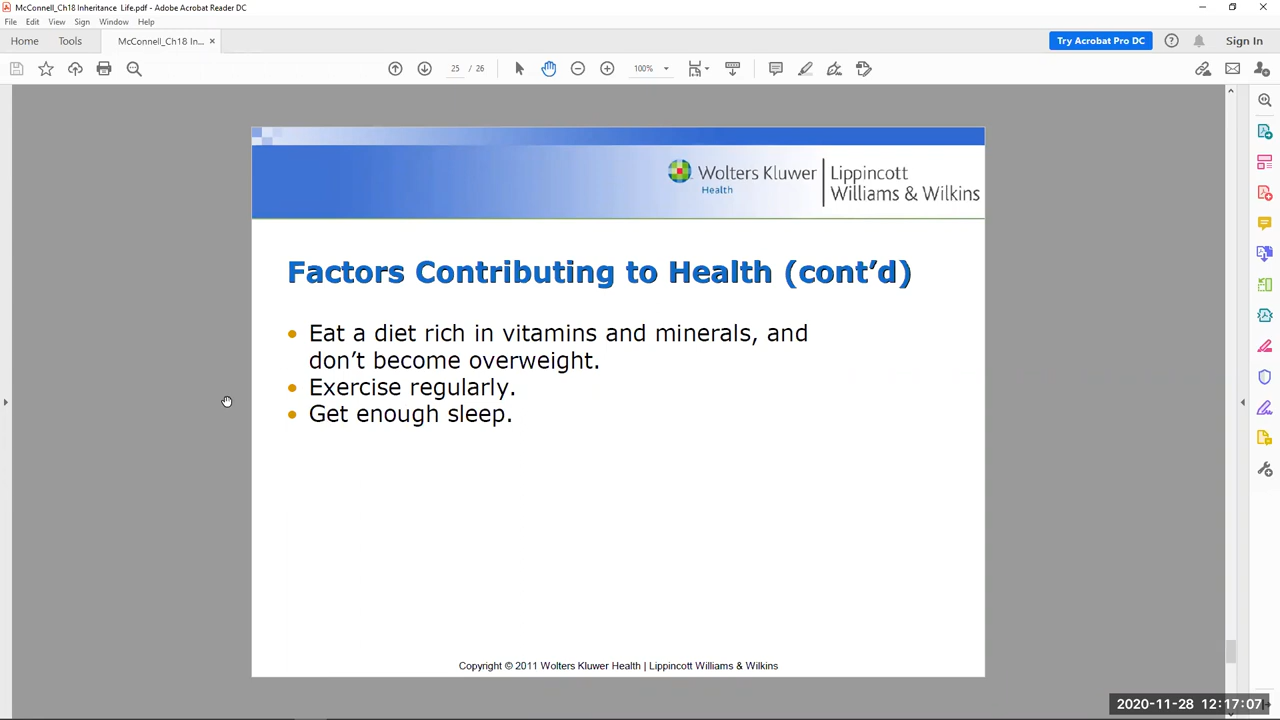 McConnell_Ch18 Inheritance Life.pdf - Adobe Acrobat Reader DC
File Edit View Sign Window Help
Home Tools McConnell_Ch18 In... × Try Acrobat Pro DC Sign In
25 / 26 100%
Wolters Kluwer
Health
Lippincott
Williams & Wilkins
Factors Contributing to Health (cont’d)
• Eat a diet rich in vitamins and minerals, and
don’t become overweight.
• Exercise regularly.
• Get enough sleep.
Copyright © 2011 Wolters Kluwer Health | Lippincott Williams & Wilkins
2020-11-28 12:17:07